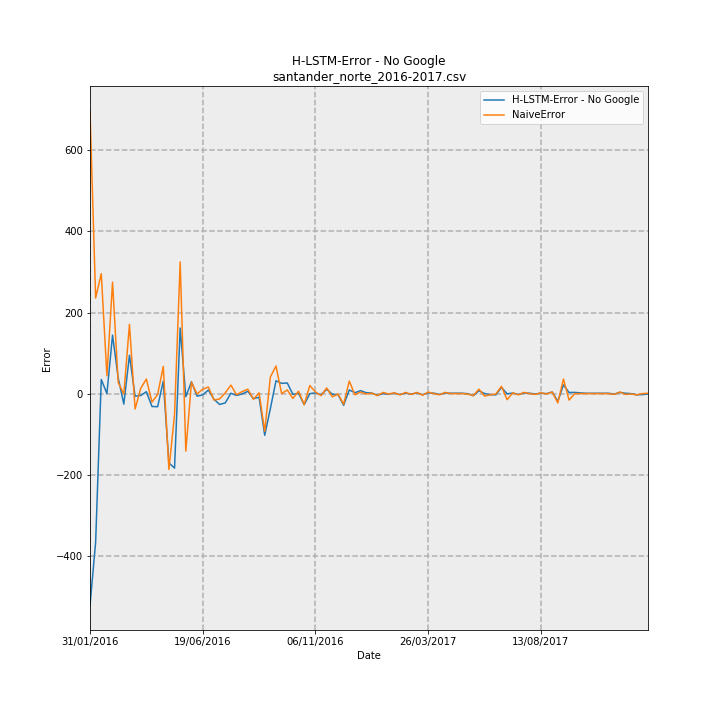 H-LSTM-Error - No Google
santander_norte_2016-2017.csv
H-LSTM-Error - No Google
NaiveError
600
400
200
0
−200
−400
Error
31/01/2016
19/06/2016
06/11/2016
26/03/2017
13/08/2017
Date